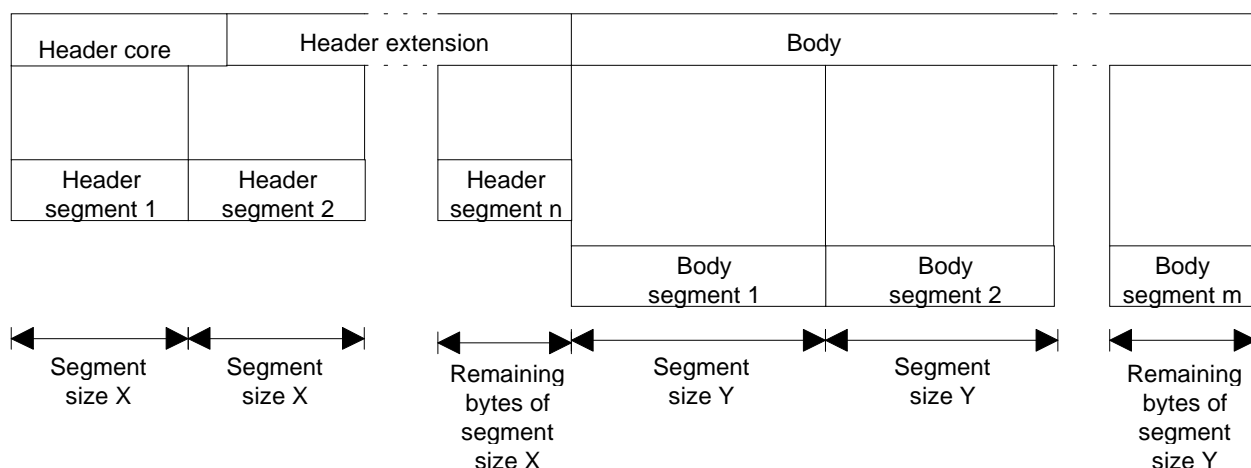 Header core
Header extension
Body
Header
segment 1
Header
segment 2
Header
segment n
Body
segment 1
Body
segment 2
Body
segment m
Segment
size X
Segment
size X
Remaining
bytes of
segment
size X
Segment
size Y
Segment
size Y
Remaining
bytes of
segment
size Y